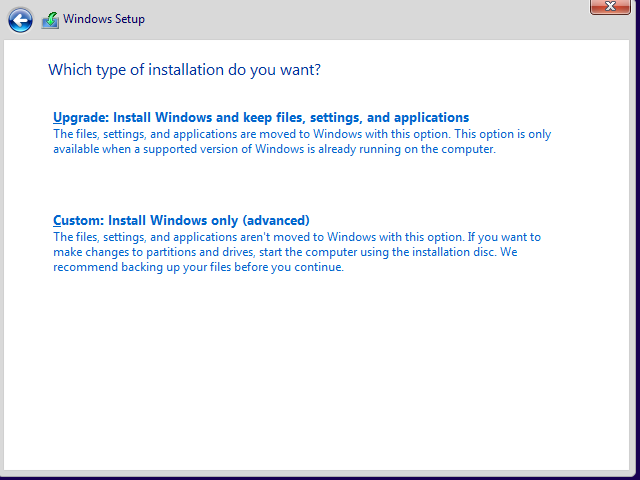 Windows Setup
Which type of installation do you want?
Upgrade: Install Windows and keep files, settings, and applications
The files, settings, and applications are moved to Windows with this option. This option is only
available when a supported version of Windows is already running on the computer.
Custom: Install Windows only (advanced)
The files, settings, and applications aren't moved to Windows with this option. If you want to
make changes to partitions and drives, start the computer using the installation disc. We
recommend backing up your files before you continue.